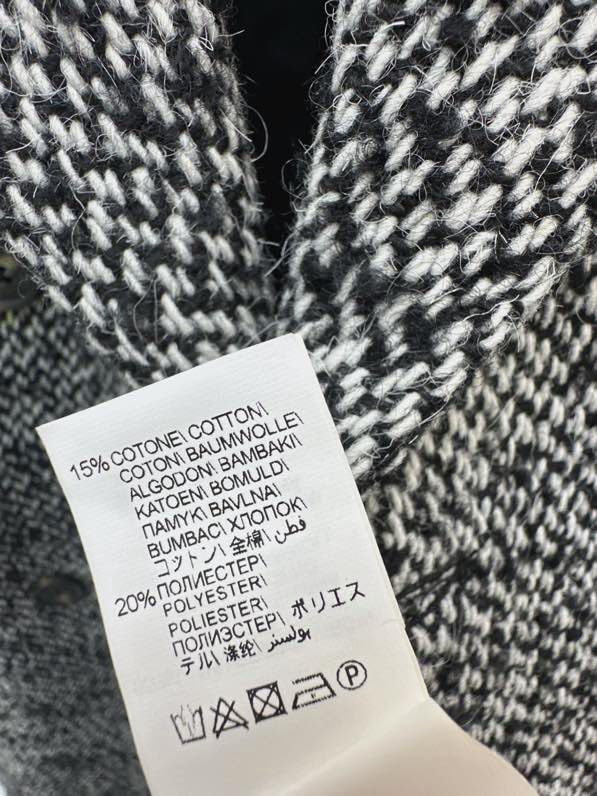 15% COTONE\ COTTON\
COTON\ BAUMWOLLE\
ALGODON\ BAMBAKI\
KATOEN\ BOMULD\
ПАМУК\ BAVLNA\
BUMBAC\ ХЛОПОК\
コットン\ 全棉\ قطن
20% ПОЛИЕСТЕР\
POLYESTER\
POLIESTER\
ПОЛИЭСТЕР\ ポリエス
テル\ 涤纶\ بولستر
P